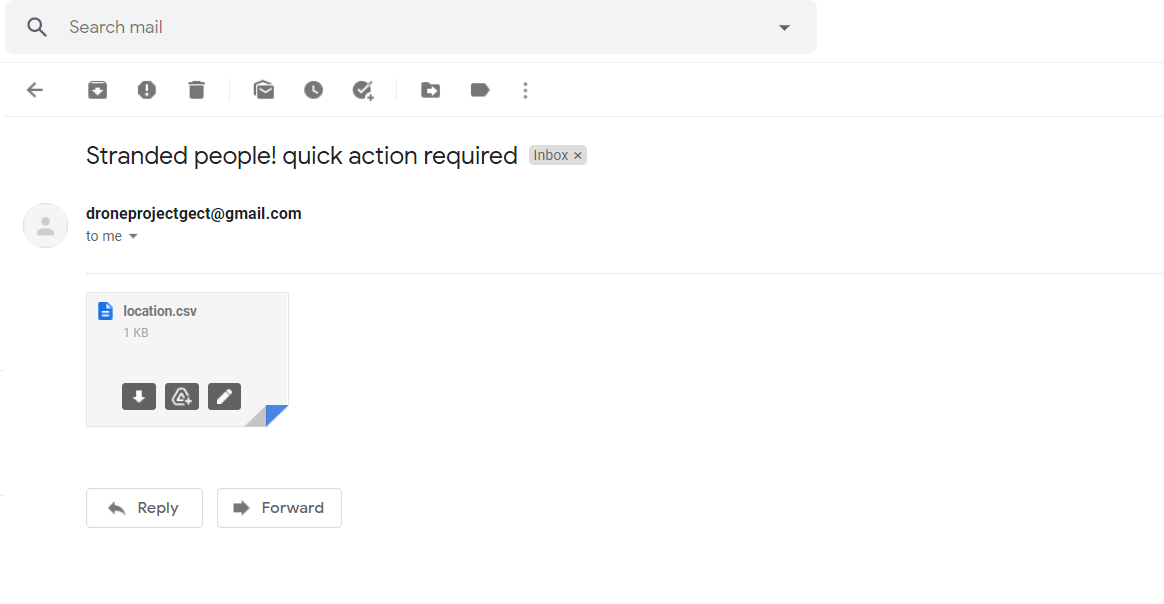 Search mail
Stranded people! quick action required Inbox ×
droneprojectgect@gmail.com
to me
location.csv
1 KB
Reply Forward